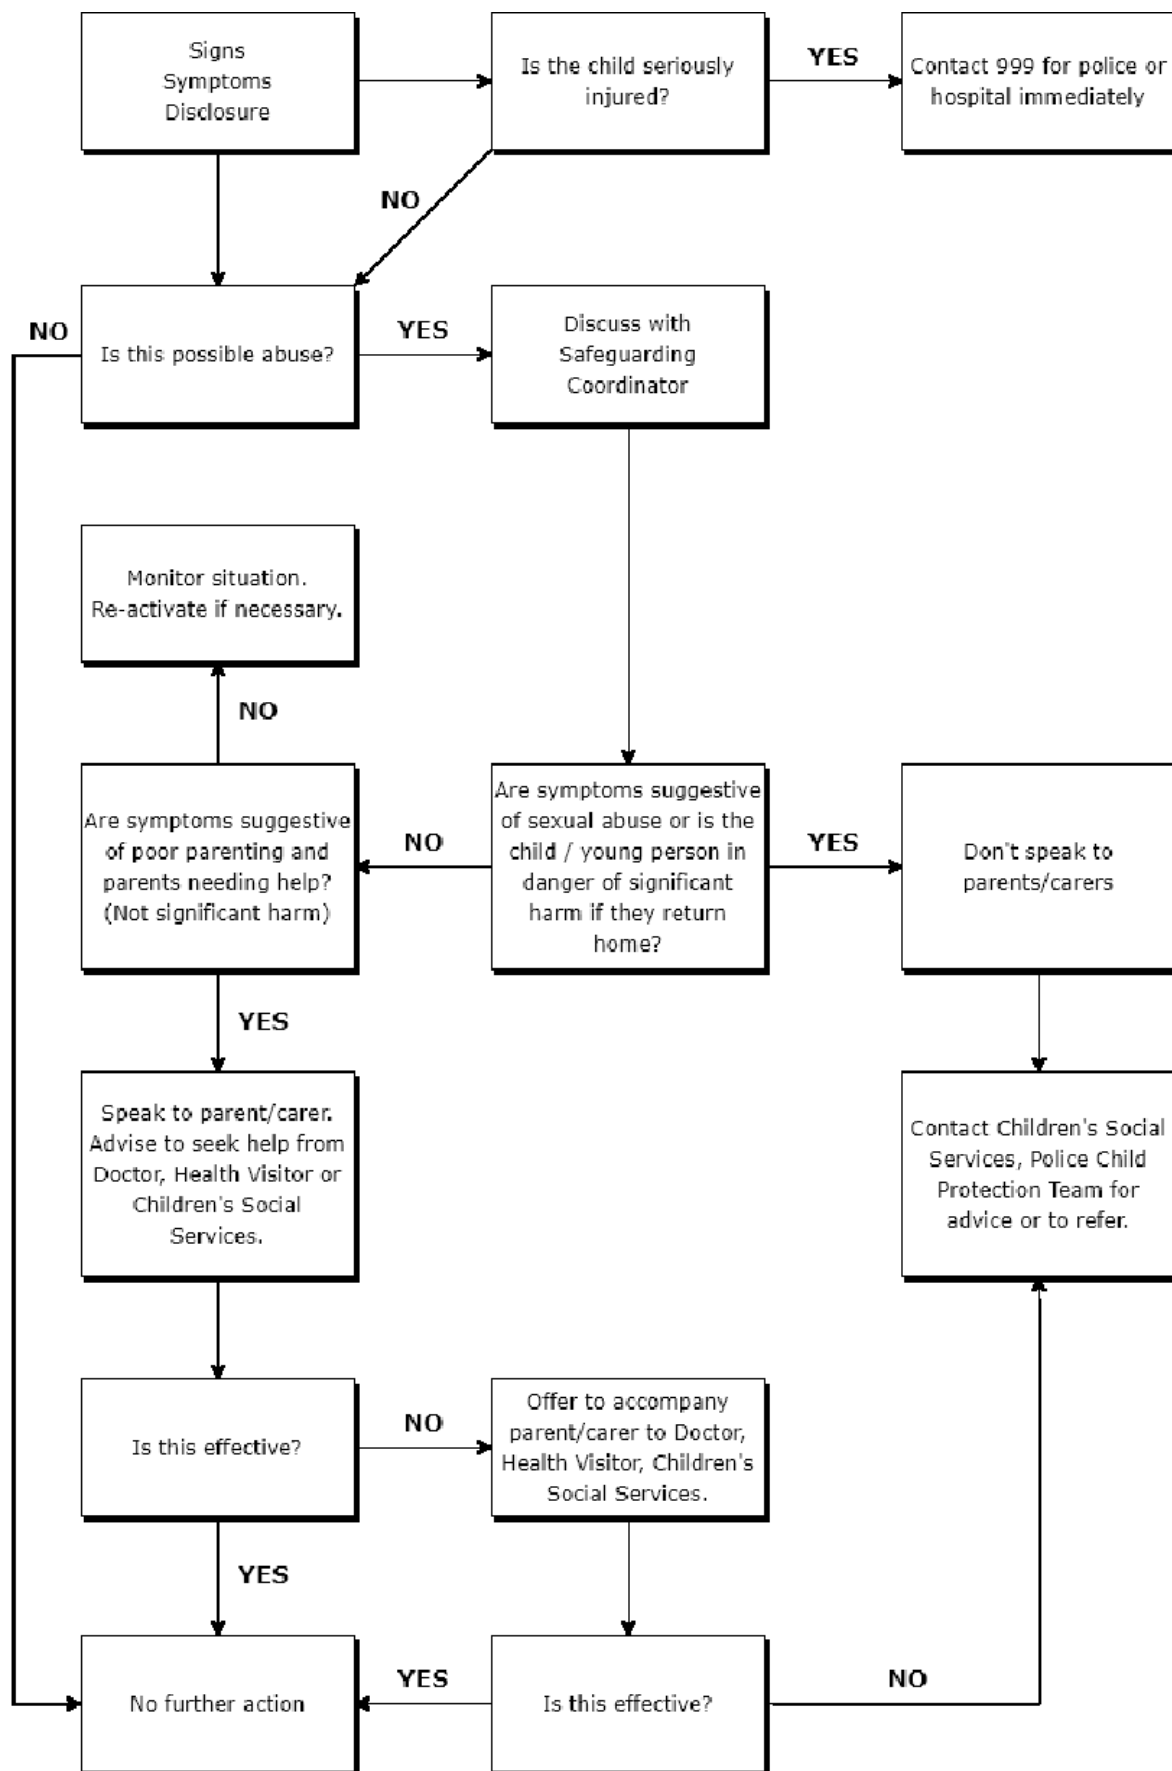 Signs
Symptoms
Disclosure
Is the child seriously
injured?
YES
Contact 999 for police or
hospital immediately
NO
NO
Is this possible abuse?
YES
Discuss with
Safeguarding
Coordinator
Monitor situation.
Re-activate if necessary.
NO
Are symptoms suggestive
of poor parenting and
parents needing help?
(Not significant harm)
NO
Are symptoms suggestive
of sexual abuse or is the
child / young person in
danger of significant
harm if they return
home?
YES
Don't speak to
parents/carers
YES
Speak to parent/carer.
Advise to seek help from
Doctor, Health Visitor or
Children's Social
Services.
Contact Children's Social
Services, Police Child
Protection Team for
advice or to refer.
Is this effective?
NO
Offer to accompany
parent/carer to Doctor,
Health Visitor, Children's
Social Services.
YES
No further action
YES
Is this effective?
NO